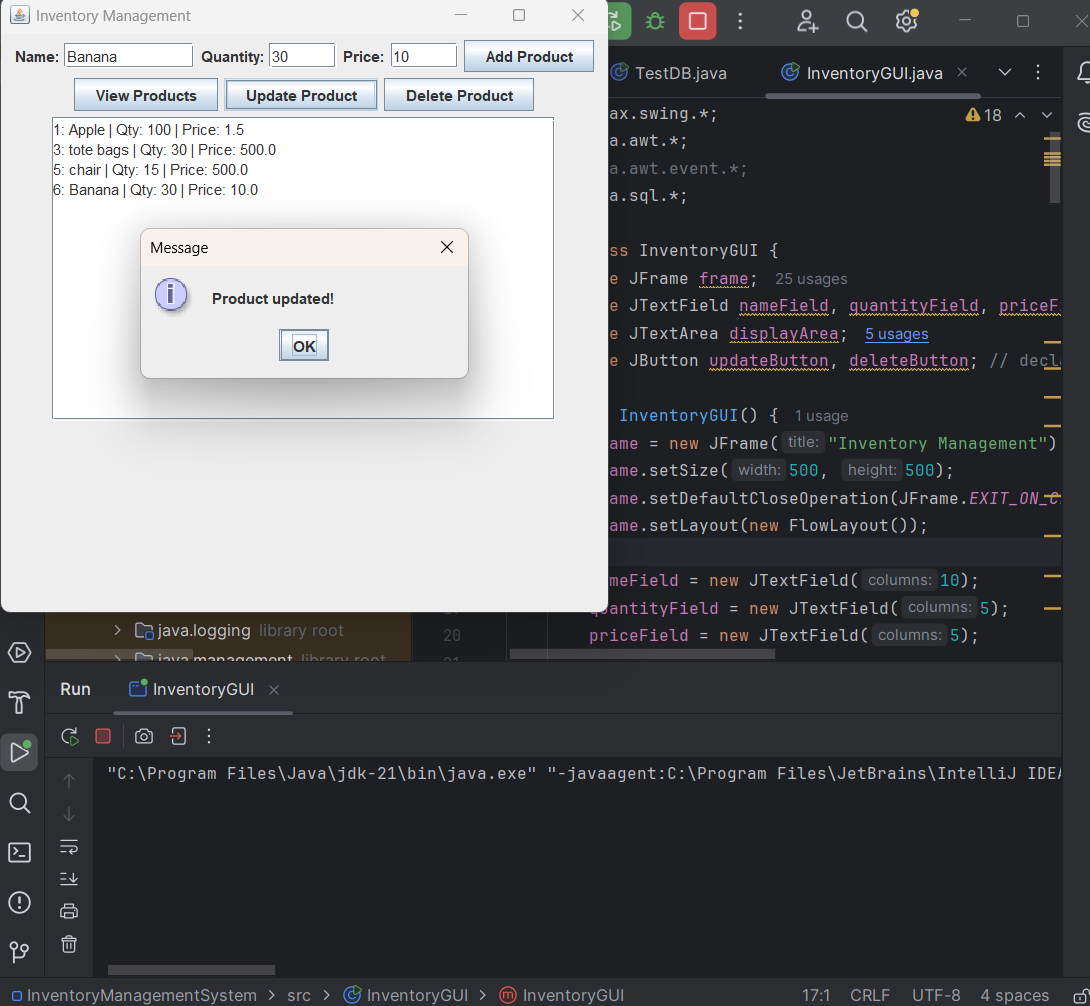 Inventory Management
Name: Banana Quantity: 30 Price: 10 Add Product
View Products Update Product Delete Product
1: Apple | Qty: 100 | Price: 1.5
3: tote bags | Qty: 30 | Price: 500.0
5: chair | Qty: 15 | Price: 500.0
6: Banana | Qty: 30 | Price: 10.0
Message
Product updated!
OK
TestDB.java InventoryGUI.java
18
ax.swing.*;
a.awt.*;
a.awt.event.*;
a.sql.*;
ss InventoryGUI {
e JFrame frame; 25 usages
e JTextField nameField, quantityField, priceF
e JTextArea displayArea; 5 usages
e JButton updateButton, deleteButton; // decl
InventoryGUI() { 1 usage
ame = new JFrame( title: "Inventory Management")
ame.setSize( width: 500, height: 500);
ame.setDefaultCloseOperation(JFrame.EXIT_ON_C
ame.setLayout(new FlowLayout());
meField = new JTextField( columns: 10);
quantityField = new JTextField( columns: 5);
20 priceField = new JTextField( columns: 5);
java.logging library root
java.management library root
Run InventoryGUI
"C:\Program Files\Java\jdk-21\bin\java.exe" "-javaagent:C:\Program Files\JetBrains\IntelliJ IDEA
InventoryManagementSystem > src > InventoryGUI > InventoryGUI 17:1 CRLF UTF-8 4 spaces